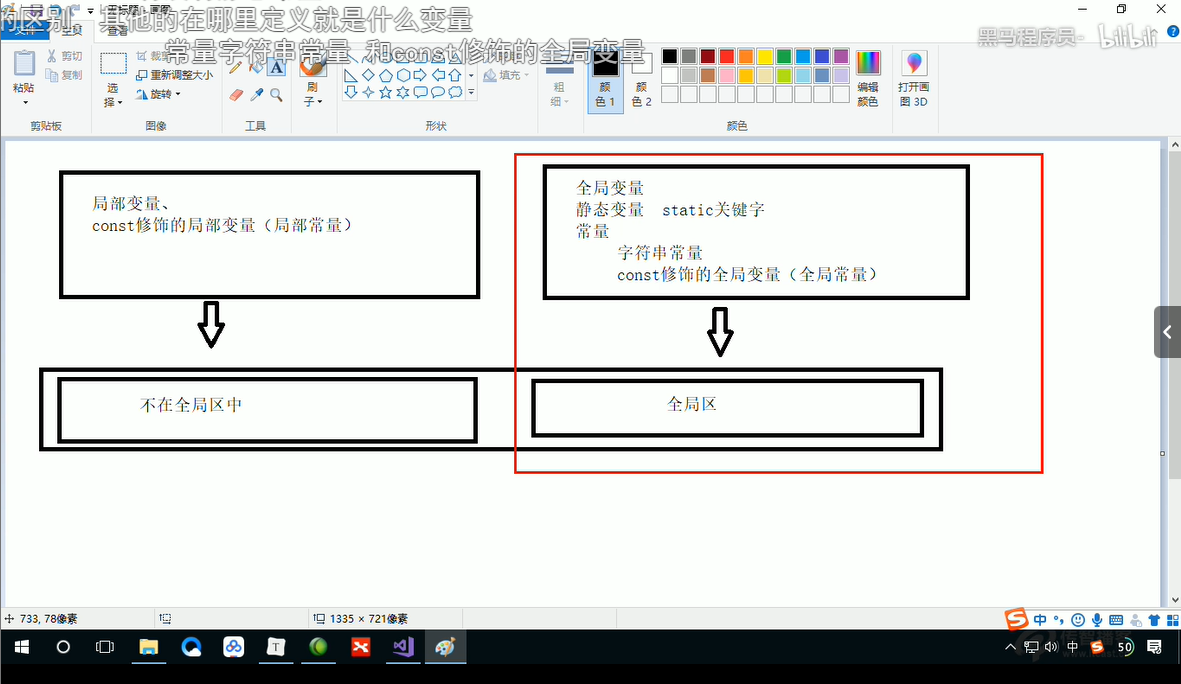 的区别，其他的在哪里定义就是什么变量
常量字符串常量 和const修饰的全局变量
黑马程序员 bilibili
文件
主页
查看
粘贴
剪切
复制
剪贴板
选择
重新调整大小
旋转
图像
工具
刷子
形状
填充
粗细
颜色 1
颜色 2
颜色
编辑颜色
打开画图 3D
局部变量、
const修饰的局部变量（局部常量）
全局变量
静态变量 static关键字
常量
字符串常量
const修饰的全局变量（全局常量）
不在全局区中
全局区
733, 78像素
1335 × 721像素
中
中
50